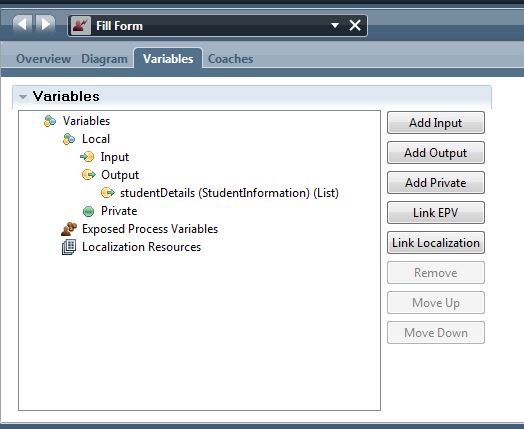 Fill Form
Overview Diagram Variables Coaches
Variables
Variables
Local
Input
Output
studentDetails (StudentInformation) (List)
Private
Exposed Process Variables
Localization Resources
Add Input
Add Output
Add Private
Link EPV
Link Localization
Remove
Move Up
Move Down